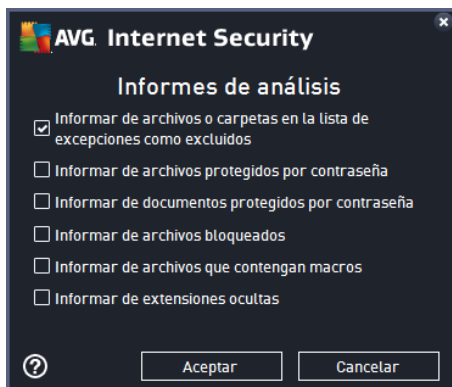 AVG. Internet Security
Informes de análisis
Informar de archivos o carpetas en la lista de
excepciones como excluidos
Informar de archivos protegidos por contraseña
Informar de documentos protegidos por contraseña
Informar de archivos bloqueados
Informar de archivos que contengan macros
Informar de extensiones ocultas
?
Aceptar
Cancelar